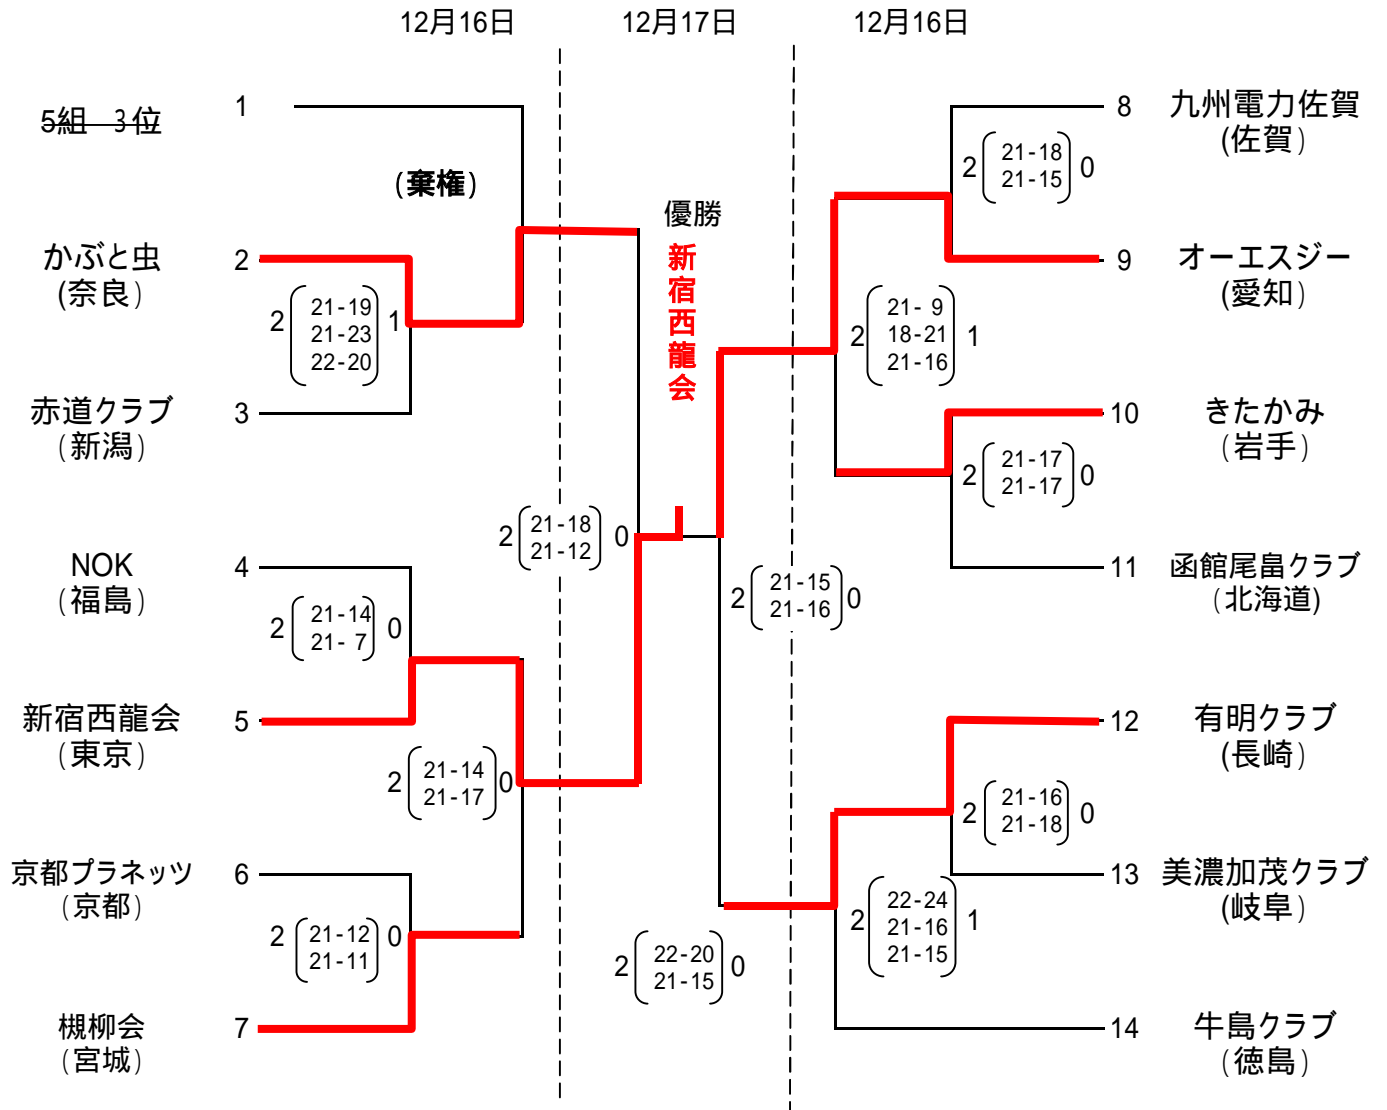 12月16日
12月17日
12月16日
5組 3位
1
(棄権)
かぶと虫
(奈良)
2
2 21-19 1
21-23
22-20
赤道クラブ
(新潟)
3
NOK
(福島)
4
2 21-14 0
21- 7
新宿西龍会
(東京)
5
2 21-14 0
21-17
京都プラネッツ
(京都)
6
2 21-12 0
21-11
槻柳会
(宮城)
7
2 21-18 0
21-12
優勝
新宿西龍会
2 22-20 0
21-15
2 21-15 0
21-16
8
九州電力佐賀
(佐賀)
2 21-18 0
21-15
9
オーエスジー
(愛知)
2 21- 9 1
18-21
21-16
10
きたかみ
(岩手)
2 21-17 0
21-17
11
函館尾畠クラブ
(北海道)
12
有明クラブ
(長崎)
2 21-16 0
21-18
13
美濃加茂クラブ
(岐阜)
2 22-24 1
21-16
21-15
14
牛島クラブ
(徳島)